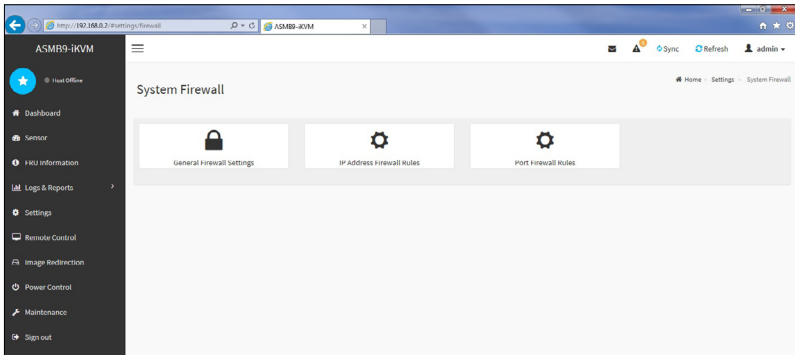 http://192.168.0.2/#settings/firewall
ASMB9-iKVM
ASMB9-iKVM
Sync
Refresh
admin
Host Offline
System Firewall
Home
Settings
System Firewall
Dashboard
Sensor
FRU Information
Logs & Reports
Settings
Remote Control
Image Redirection
Power Control
Maintenance
Sign out
General Firewall Settings
IP Address Firewall Rules
Port Firewall Rules